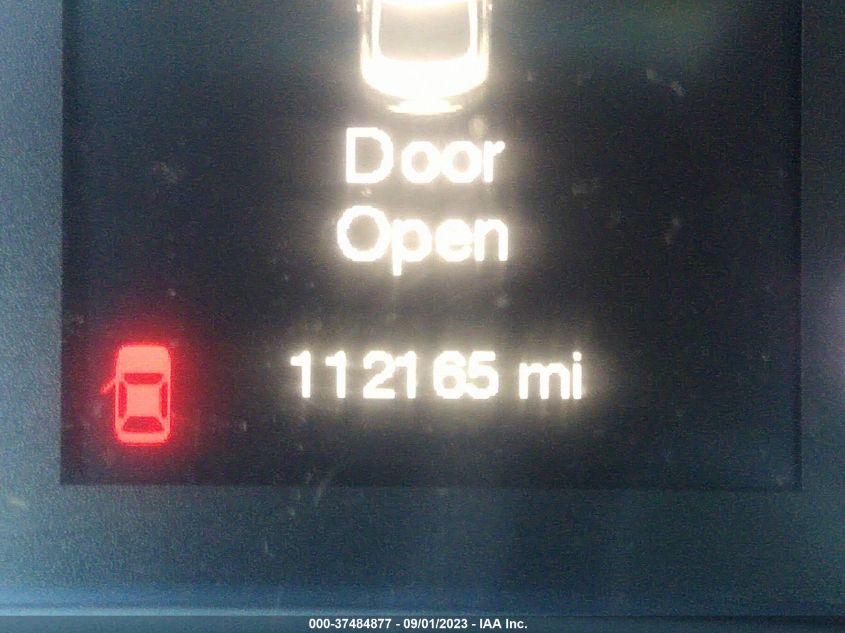 Door
Open
112165 mi
000-37484877 - 09/01/2023 - IAA Inc.